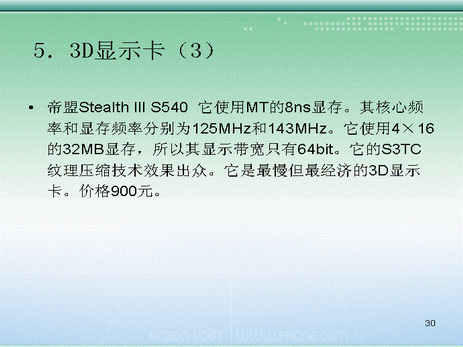 5．3D显示卡（3）
• 帝盟Stealth III S540 它使用MT的8ns显存。其核心频
率和显存频率分别为125MHz和143MHz。它使用4×16
的32MB显存，所以其显示带宽只有64bit。它的S3TC
纹理压缩技术效果出众。它是最慢但最经济的3D显示
卡。价格900元。
30